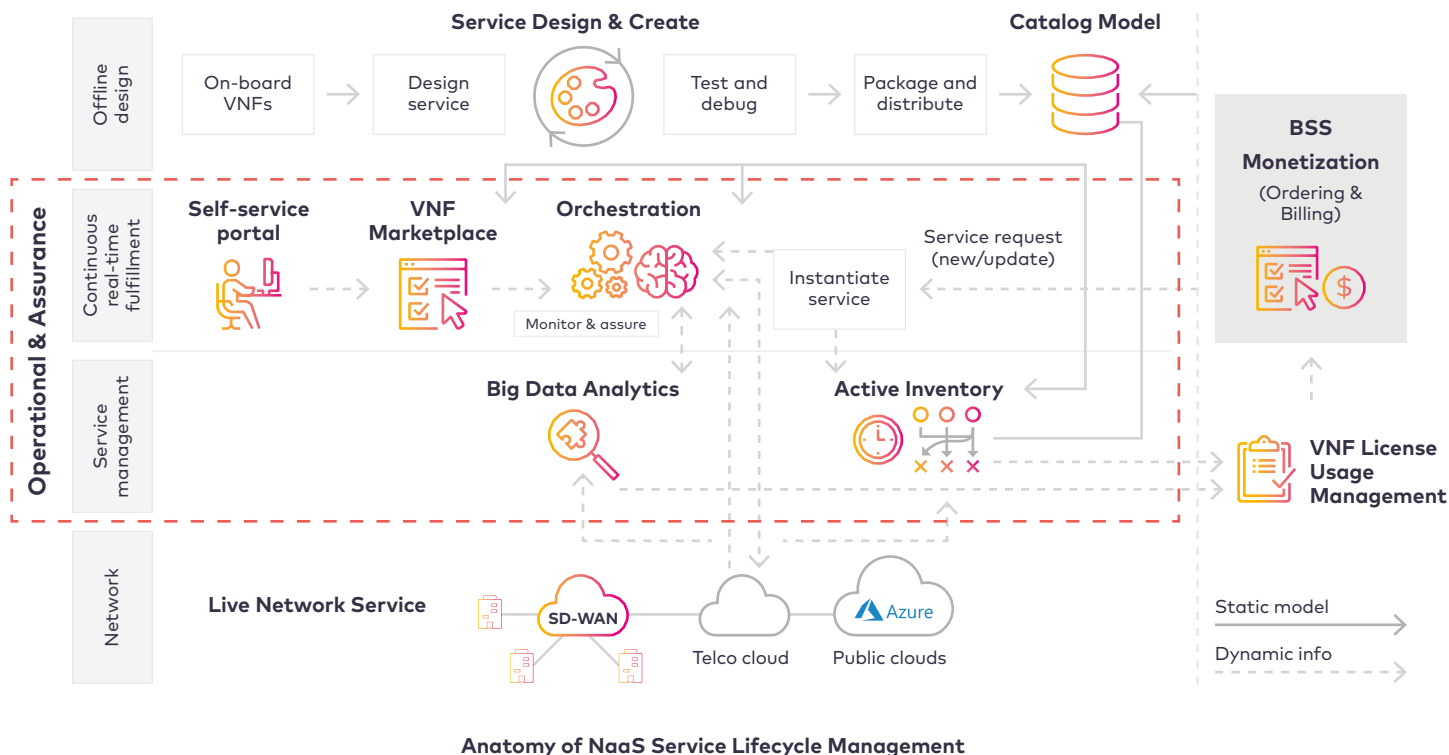 Service Design & Create
Catalog Model
Offline
design
On-board
VNFs
Design
service
Test and
debug
Package and
distribute
BSS
Monetization
(Ordering &
Billing)
$
Operational & Assurance
Continuous
real-time
fulfillment
Self-service
portal
VNF
Marketplace
Orchestration
Monitor & assure
Instantiate
service
Service request
(new/update)
Service
management
Big Data Analytics
Active Inventory
VNF License
Usage
Management
Network
Live Network Service
SD-WAN
Telco cloud
Azure
Public clouds
Static model
Dynamic info
Anatomy of NaaS Service Lifecycle Management